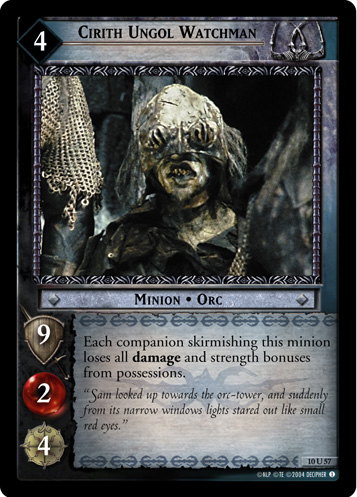 4
CIRITH UNGOL WATCHMAN
MINION • ORC
9
Each companion skirmishing this minion
loses all damage and strength bonuses
from possessions.
2
"Sam looked up towards the orc-tower, and suddenly
from its narrow windows lights stared out like small
red eyes."
4
10 U 57
©NLP ©TE ©2004 DECIPHER